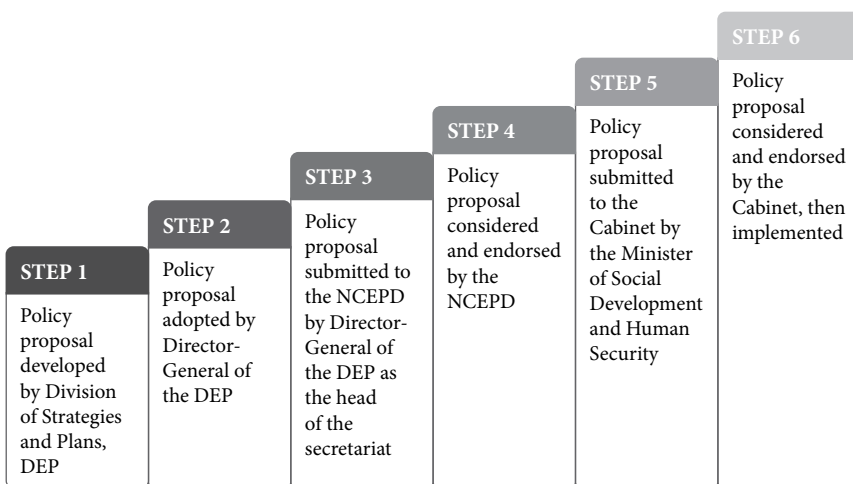 STEP 1
Policy
proposal
developed
by Division
of Strategies
and Plans,
DEP
STEP 2
Policy
proposal
adopted by
Director-
General of
the DEP
STEP 3
Policy
proposal
submitted to
the NCEPD
by Director-
General of
the DEP as
the head
of the
secretariat
STEP 4
Policy
proposal
considered
and endorsed
by the
NCEPD
STEP 5
Policy
proposal
submitted
to the
Cabinet by
the Minister
of Social
Development
and Human
Security
STEP 6
Policy
proposal
considered
and endorsed
by the
Cabinet, then
implemented